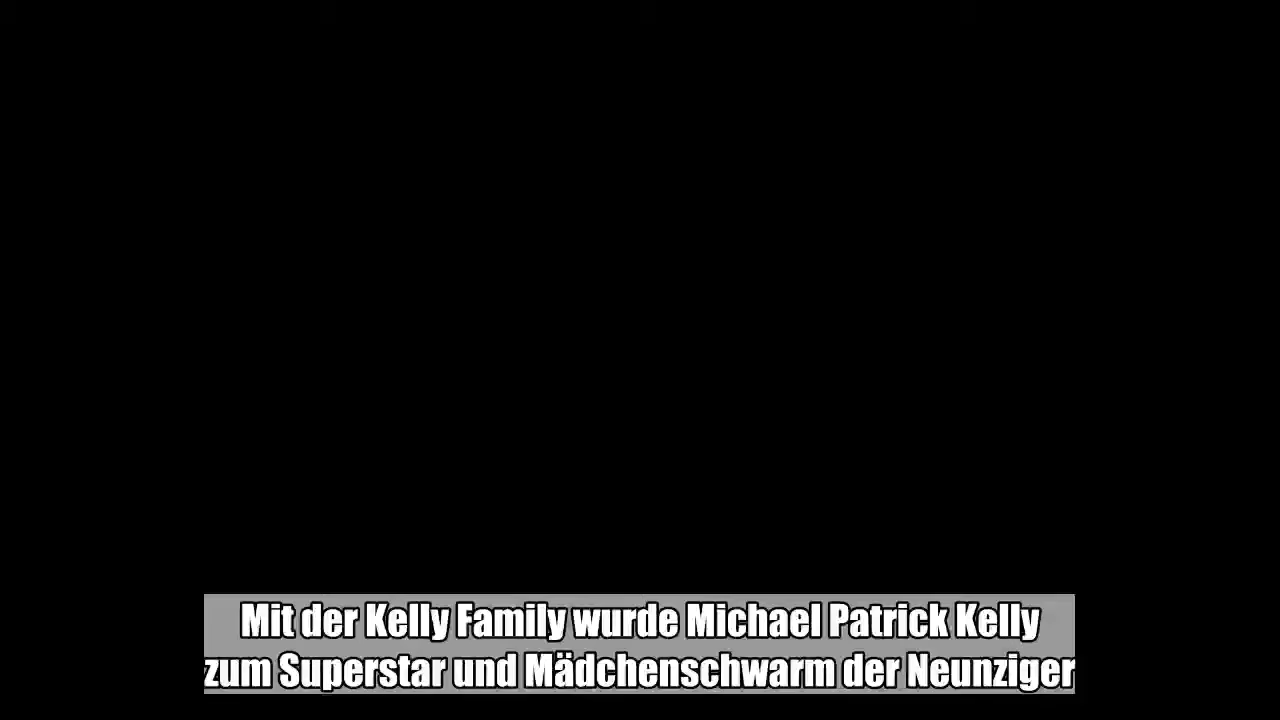 Mit der Kelly Family wurde Michael Patrick Kelly
zum Superstar und Mädchenschwarm der Neunziger